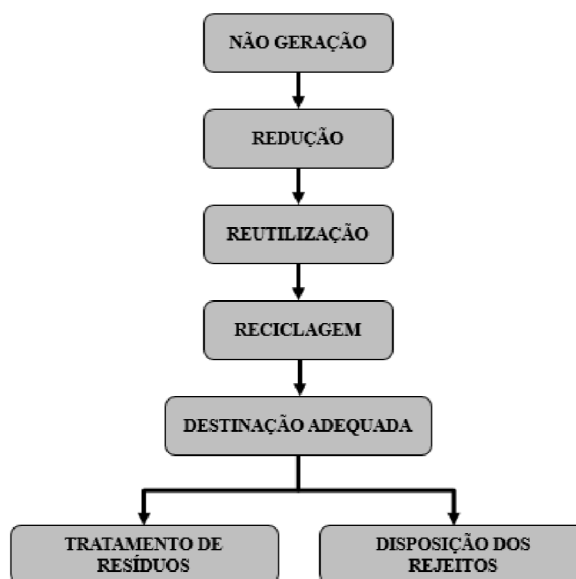 NÃO GERAÇÃO
REDUÇÃO
REUTILIZAÇÃO
RECICLAGEM
DESTINAÇÃO ADEQUADA
TRATAMENTO DE
RESÍDUOS
DISPOSIÇÃO DOS
REJEITOS